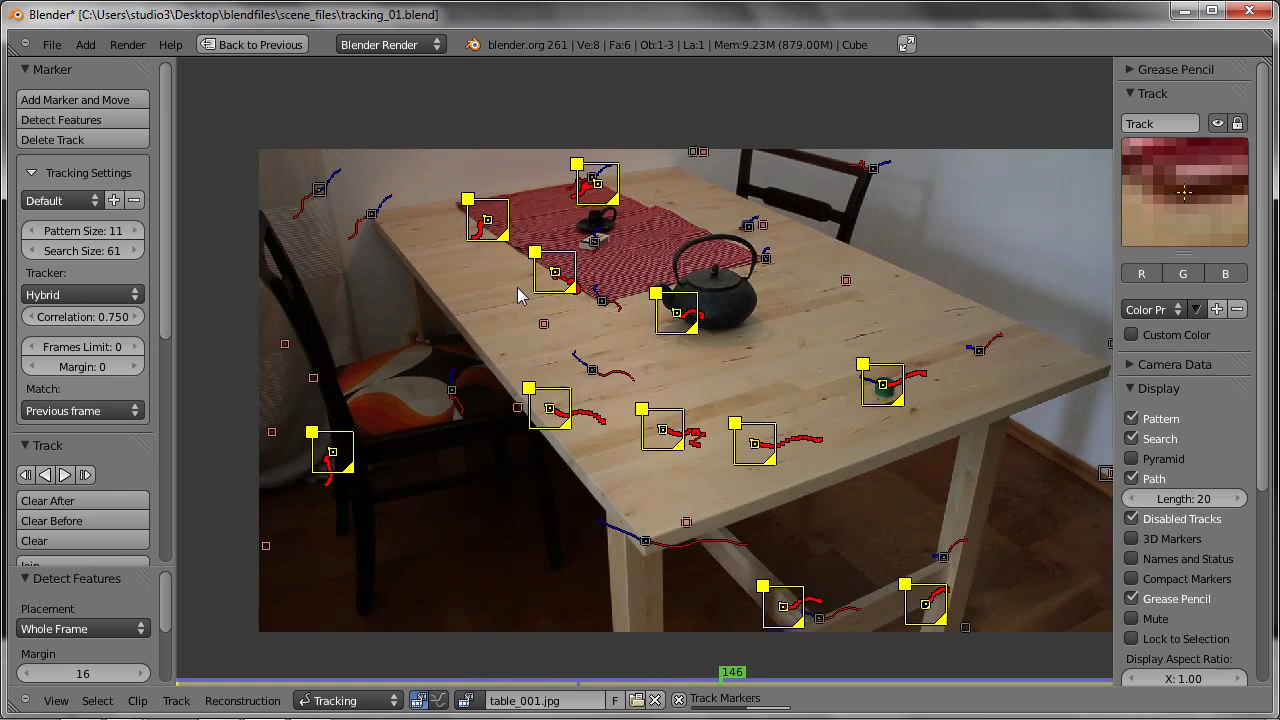 Blender* [C:\Users\studio3\Desktop\blendfiles\scene_files\tracking_01.blend]
File Add Render Help Back to Previous Blender Render blender.org 261 | Ve:8 | Fa:6 | Ob:1-3 | La:1 | Mem:9.23M (879.00M) | Cube
Marker
Add Marker and Move
Detect Features
Delete Track
Tracking Settings
Default
Pattern Size: 11
Search Size: 61
Tracker:
Hybrid
Correlation: 0.750
Frames Limit: 0
Margin: 0
Match:
Previous frame
Track
Clear After
Clear Before
Clear
Join
Detect Features
Placement
Whole Frame
Margin
16
Grease Pencil
Track
Track
R G B
Color Pr
Custom Color
Camera Data
Display
Pattern
Search
Pyramid
Path
Length: 20
Disabled Tracks
3D Markers
Names and Status
Compact Markers
Grease Pencil
Mute
Lock to Selection
Display Aspect Ratio:
X: 1.00
146
View Select Clip Track Reconstruction Tracking table_001.jpg F Track Markers